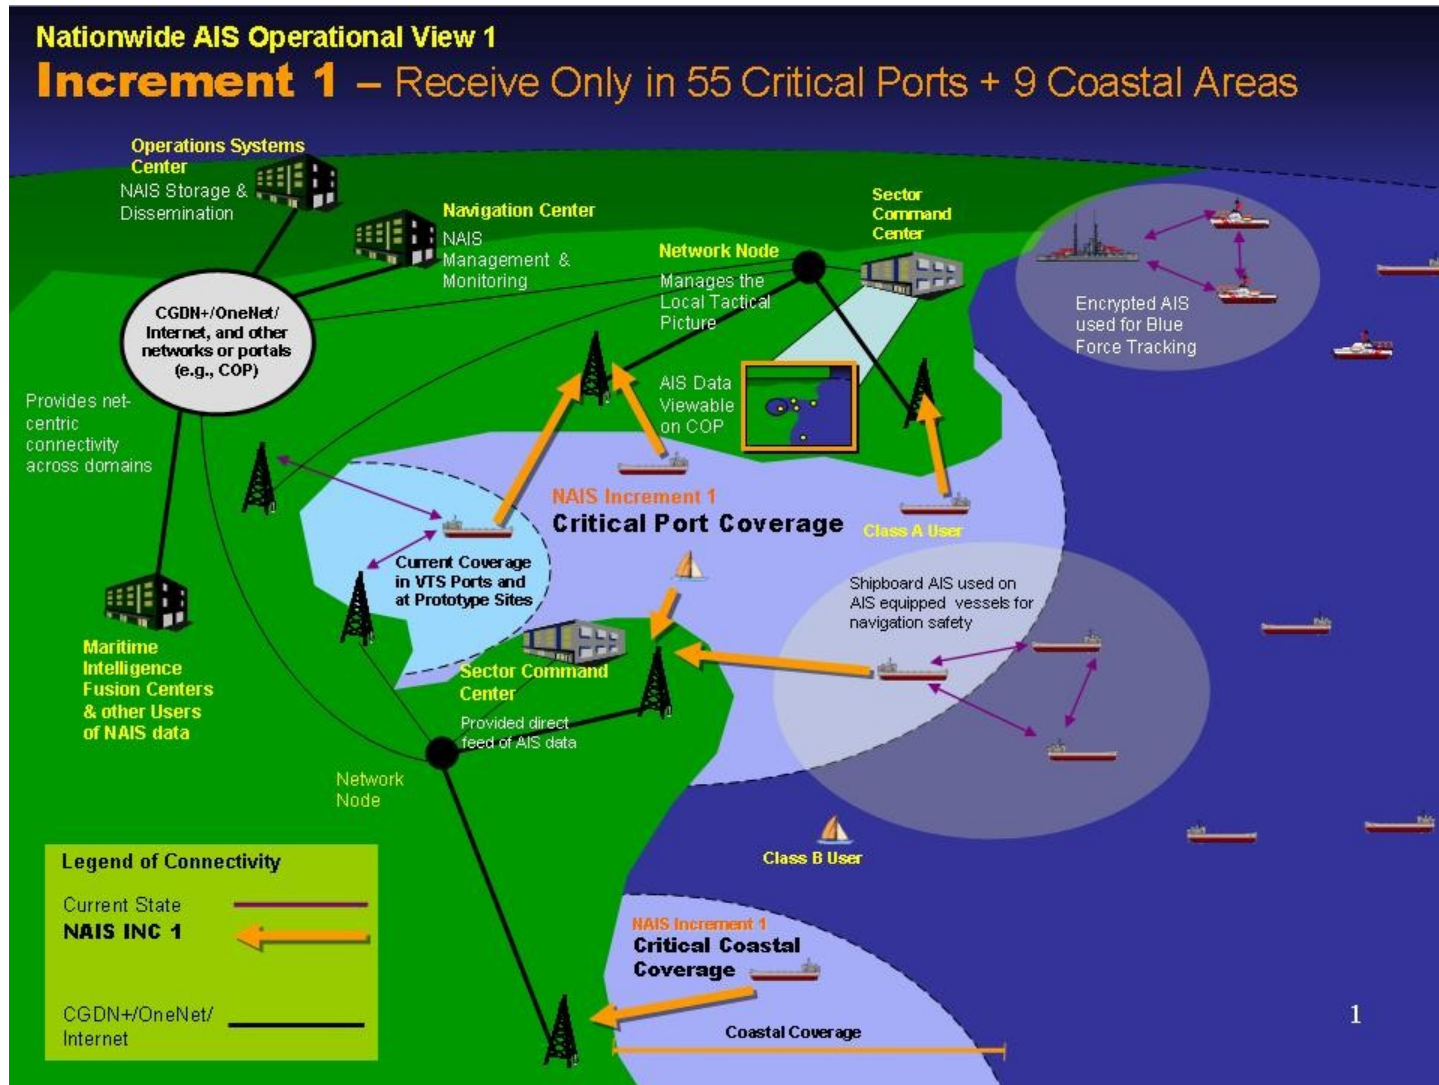 Nationwide AIS Operational View 1
Increment 1 – Receive Only in 55 Critical Ports + 9 Coastal Areas
Operations Systems
Center
NAIS Storage &
Dissemination
Navigation Center
NAIS
Management &
Monitoring
Network Node
Manages the
Local Tactical
Picture
Sector
Command
Center
Encrypted AIS
used for Blue
Force Tracking
CGDN+/OneNet/
Internet, and other
networks or portals
(e.g., COP)
Provides net-
centric
connectivity
across domains
AIS Data
Viewable
on COP
NAIS Increment 1
Critical Port Coverage
Class A User
Current Coverage
in VTS Ports and
at Prototype Sites
Shipboard AIS used on
AIS equipped vessels for
navigation safety
Maritime
Intelligence
Fusion Centers
& other Users
of NAIS data
Sector Command
Center
Provided direct
feed of AIS data
Network
Node
Class B User
Legend of Connectivity
Current State
NAIS INC 1
CGDN+/OneNet/
Internet
NAIS Increment 1
Critical Coastal
Coverage
Coastal Coverage
1